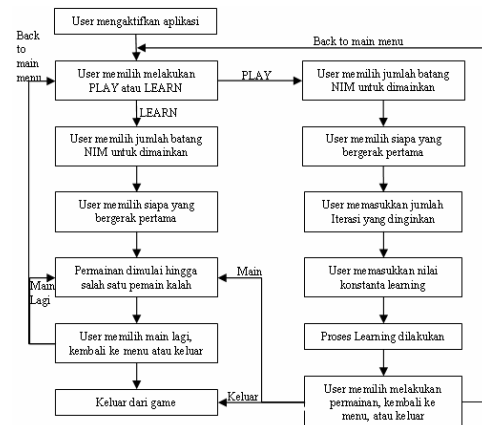 User mengaktifkan aplikasi
Back
to
main
menu
Back to main menu
User memilih melakukan
PLAY atau LEARN
PLAY
User memilih jumlah batang
NIM untuk dimainkan
LEARN
User memilih jumlah batang
NIM untuk dimainkan
User memilih siapa yang
bergerak pertama
User memilih siapa yang
bergerak pertama
User memasukkan jumlah
Iterasi yang dinginkan
Permainan dimulai hingga
salah satu pemain kalah
Main
User memasukkan nilai
konstanta learning
Main
Lagi
User memilih main lagi,
kembali ke menu atau keluar
Proses Learning dilakukan
Keluar dari game
Keluar
User memilih melakukan
permainan, kembali ke
menu, atau keluar